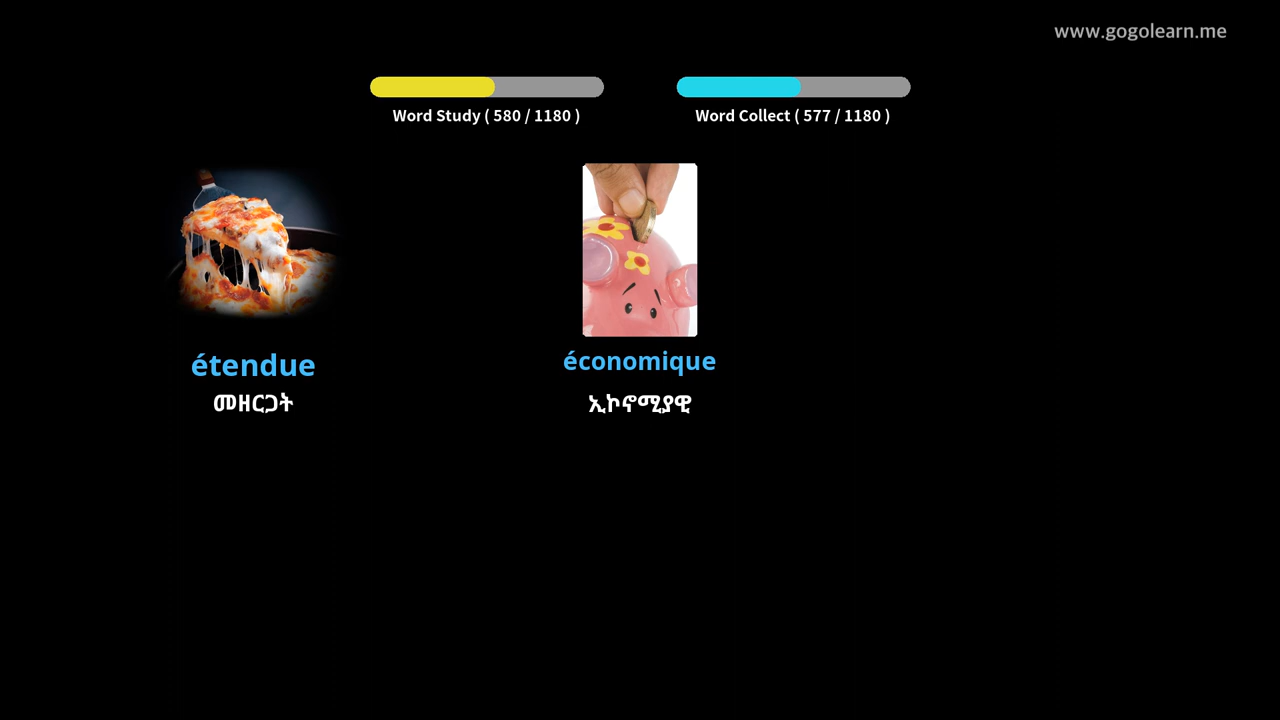 www.gogolearn.me
Word Study ( 580 / 1180 )
Word Collect ( 577 / 1180 )
étendue
መዘርጋት
économique
ኢኮኖሚያዊ